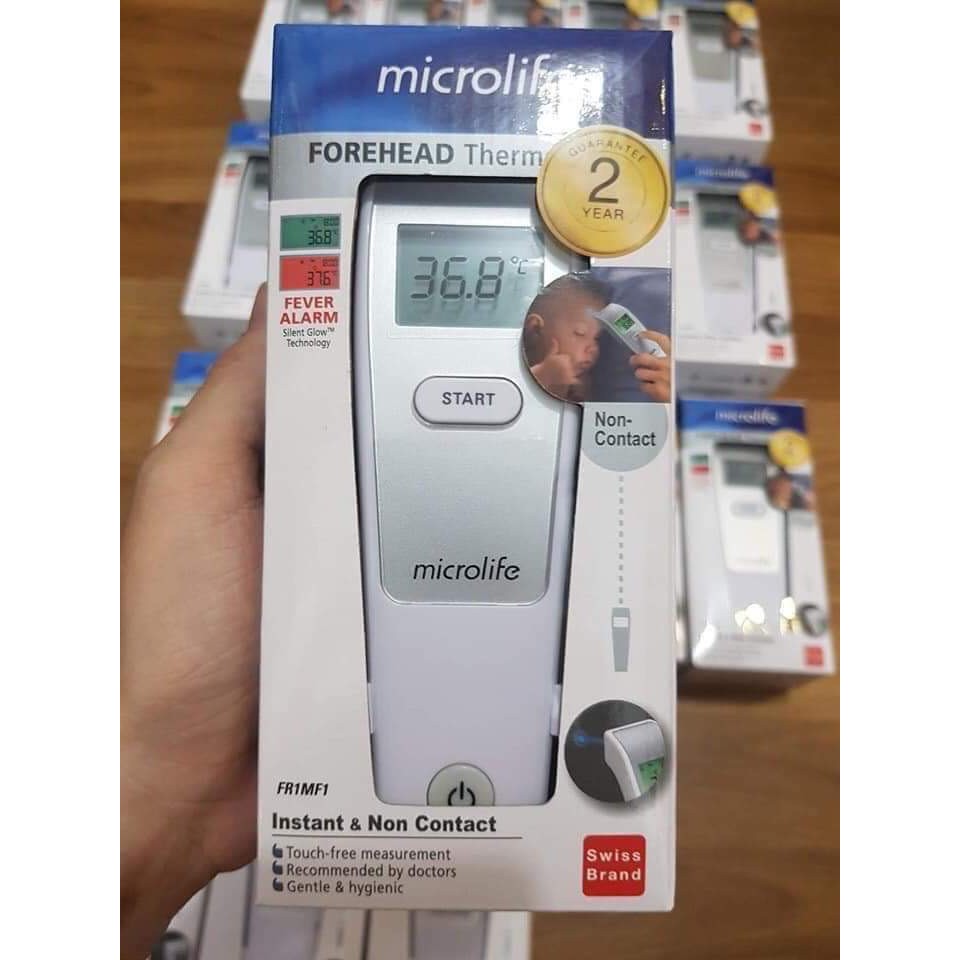 microlife
FOREHEAD Therm
GUARANTEE
2
YEAR
36.8°
37.6°
FEVER
ALARM
Silent Glow™
Technology
36.8 °C
START
Non-
Contact
microlife
FR1MF1
Instant & Non Contact
Touch-free measurement
Recommended by doctors
Gentle & hygienic
Swiss
Brand
microlife
microlife